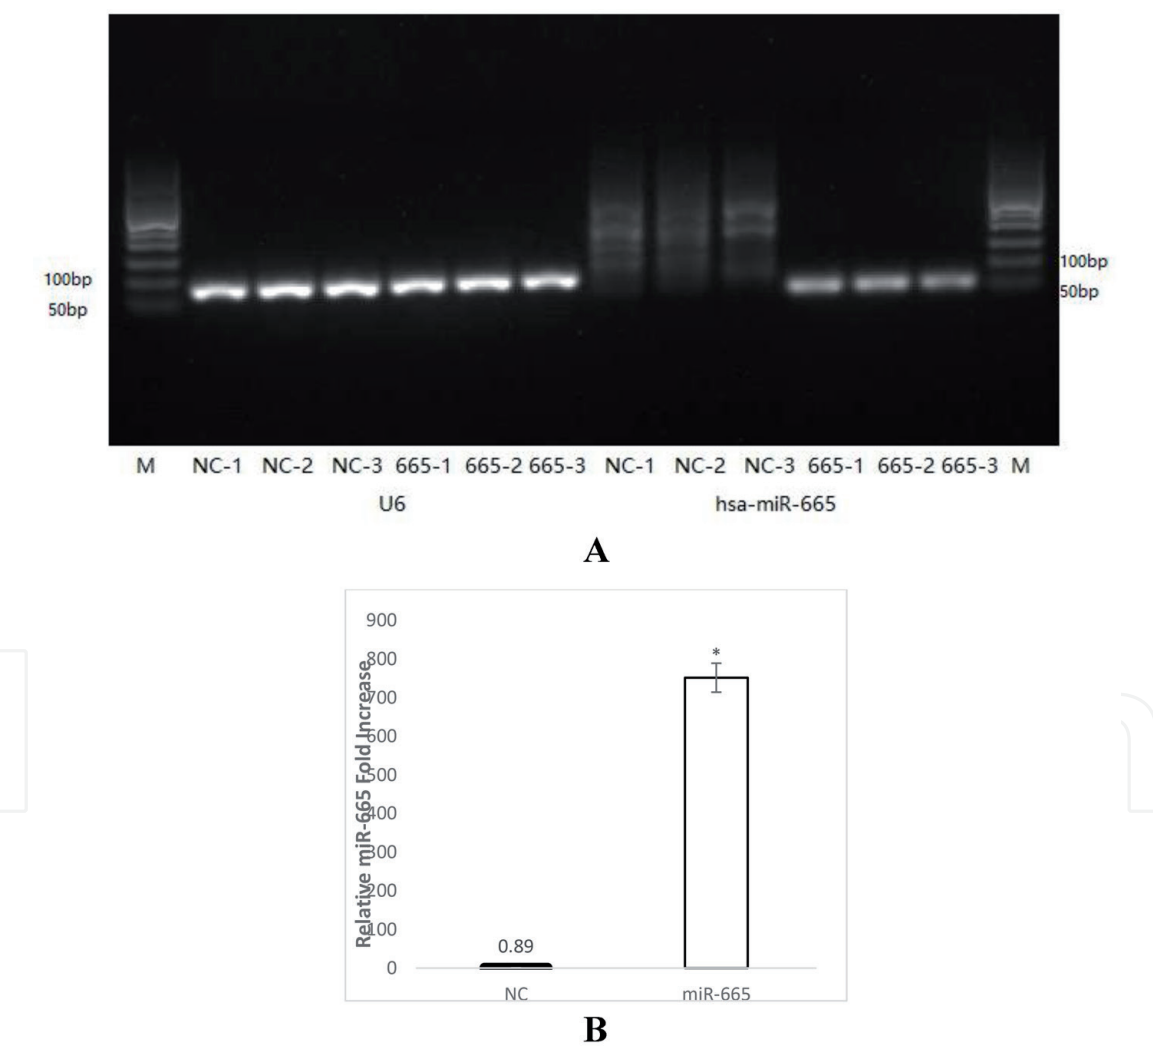 100bp
50bp
100bp
50bp
M NC-1 NC-2 NC-3 665-1 665-2 665-3 NC-1 NC-2 NC-3 665-1 665-2 665-3 M
U6 hsa-miR-665
A
Relative miR-665 Fold Increase
900
800
700
600
500
400
300
200
100
0
*
0.89
NC miR-665
B